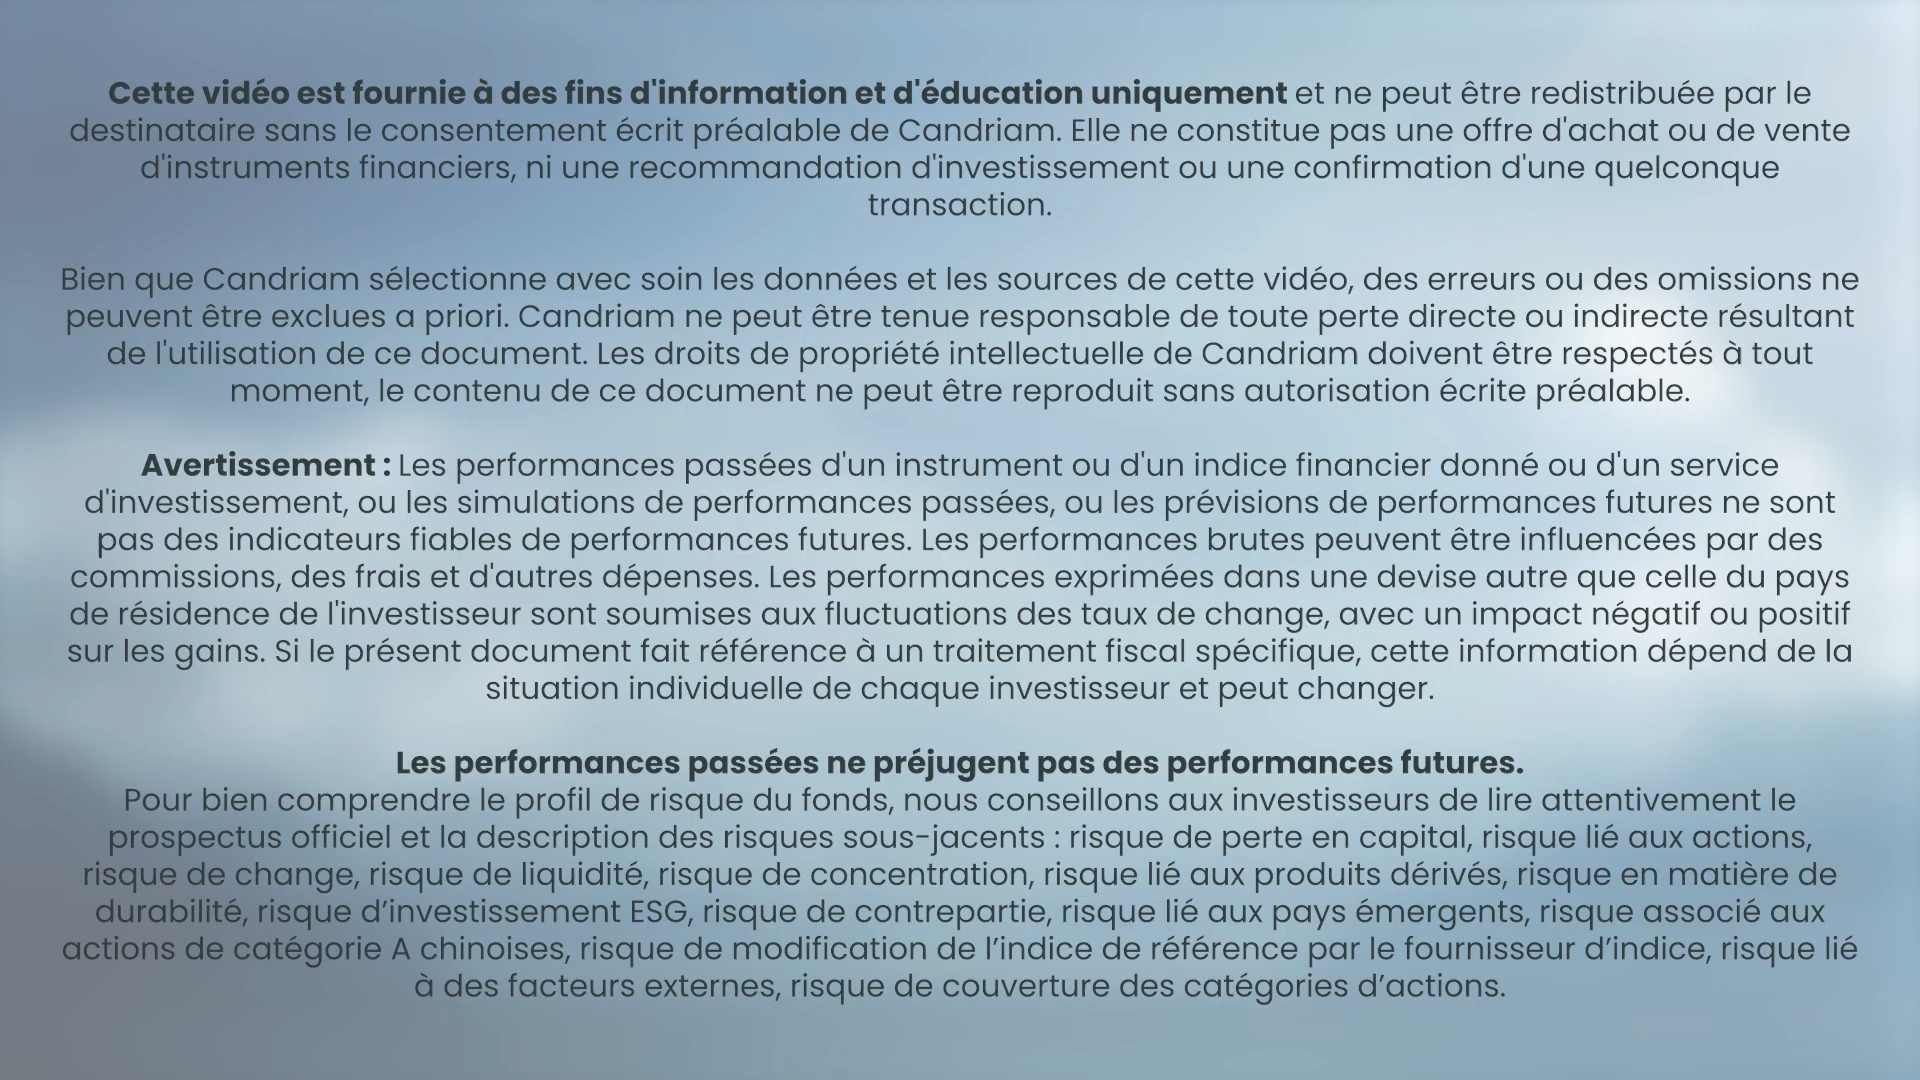 Cette vidéo est fournie à des fins d'information et d'éducation uniquement et ne peut être redistribuée par le
destinataire sans le consentement écrit préalable de Candriam. Elle ne constitue pas une offre d'achat ou de vente
d'instruments financiers, ni une recommandation d'investissement ou une confirmation d'une quelconque
transaction.
Bien que Candriam sélectionne avec soin les données et les sources de cette vidéo, des erreurs ou des omissions ne
peuvent être exclues a priori. Candriam ne peut être tenue responsable de toute perte directe ou indirecte résultant
de l'utilisation de ce document. Les droits de propriété intellectuelle de Candriam doivent être respectés à tout
moment, le contenu de ce document ne peut être reproduit sans autorisation écrite préalable.
Avertissement : Les performances passées d'un instrument ou d'un indice financier donné ou d'un service
d'investissement, ou les simulations de performances passées, ou les prévisions de performances futures ne sont
pas des indicateurs fiables de performances futures. Les performances brutes peuvent être influencées par des
commissions, des frais et d'autres dépenses. Les performances exprimées dans une devise autre que celle du pays
de résidence de l'investisseur sont soumises aux fluctuations des taux de change, avec un impact négatif ou positif
sur les gains. Si le présent document fait référence à un traitement fiscal spécifique, cette information dépend de la
situation individuelle de chaque investisseur et peut changer.
Les performances passées ne préjugent pas des performances futures.
Pour bien comprendre le profil de risque du fonds, nous conseillons aux investisseurs de lire attentivement le
prospectus officiel et la description des risques sous-jacents : risque de perte en capital, risque lié aux actions,
risque de change, risque de liquidité, risque de concentration, risque lié aux produits dérivés, risque en matière de
durabilité, risque d’investissement ESG, risque de contrepartie, risque lié aux pays émergents, risque associé aux
actions de catégorie A chinoises, risque de modification de l’indice de référence par le fournisseur d’indice, risque lié
à des facteurs externes, risque de couverture des catégories d’actions.